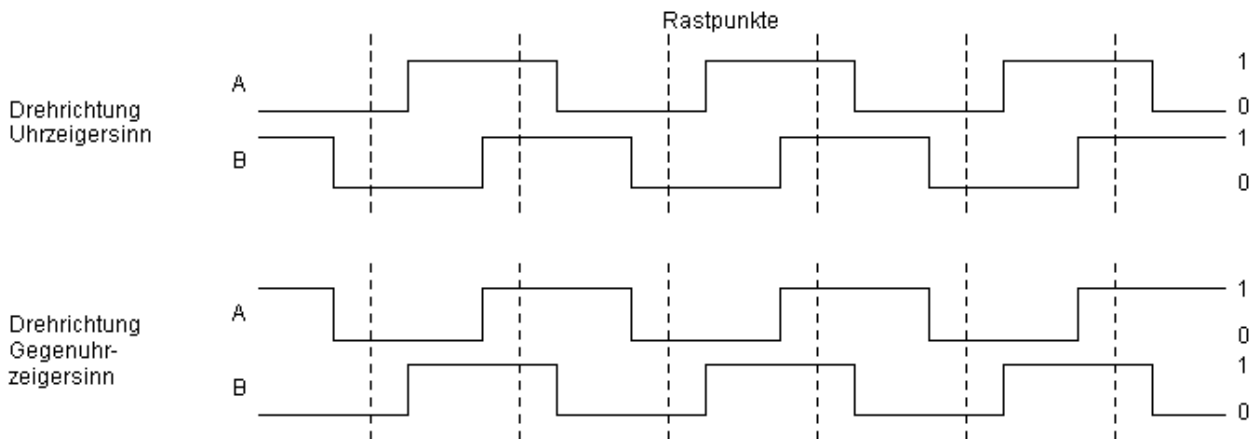 Rastpunkte
Drehrichtung
Uhrzeigersinn
A
1
0
B
1
0
Drehrichtung
Gegenuhr-
zeigersinn
A
1
0
B
1
0